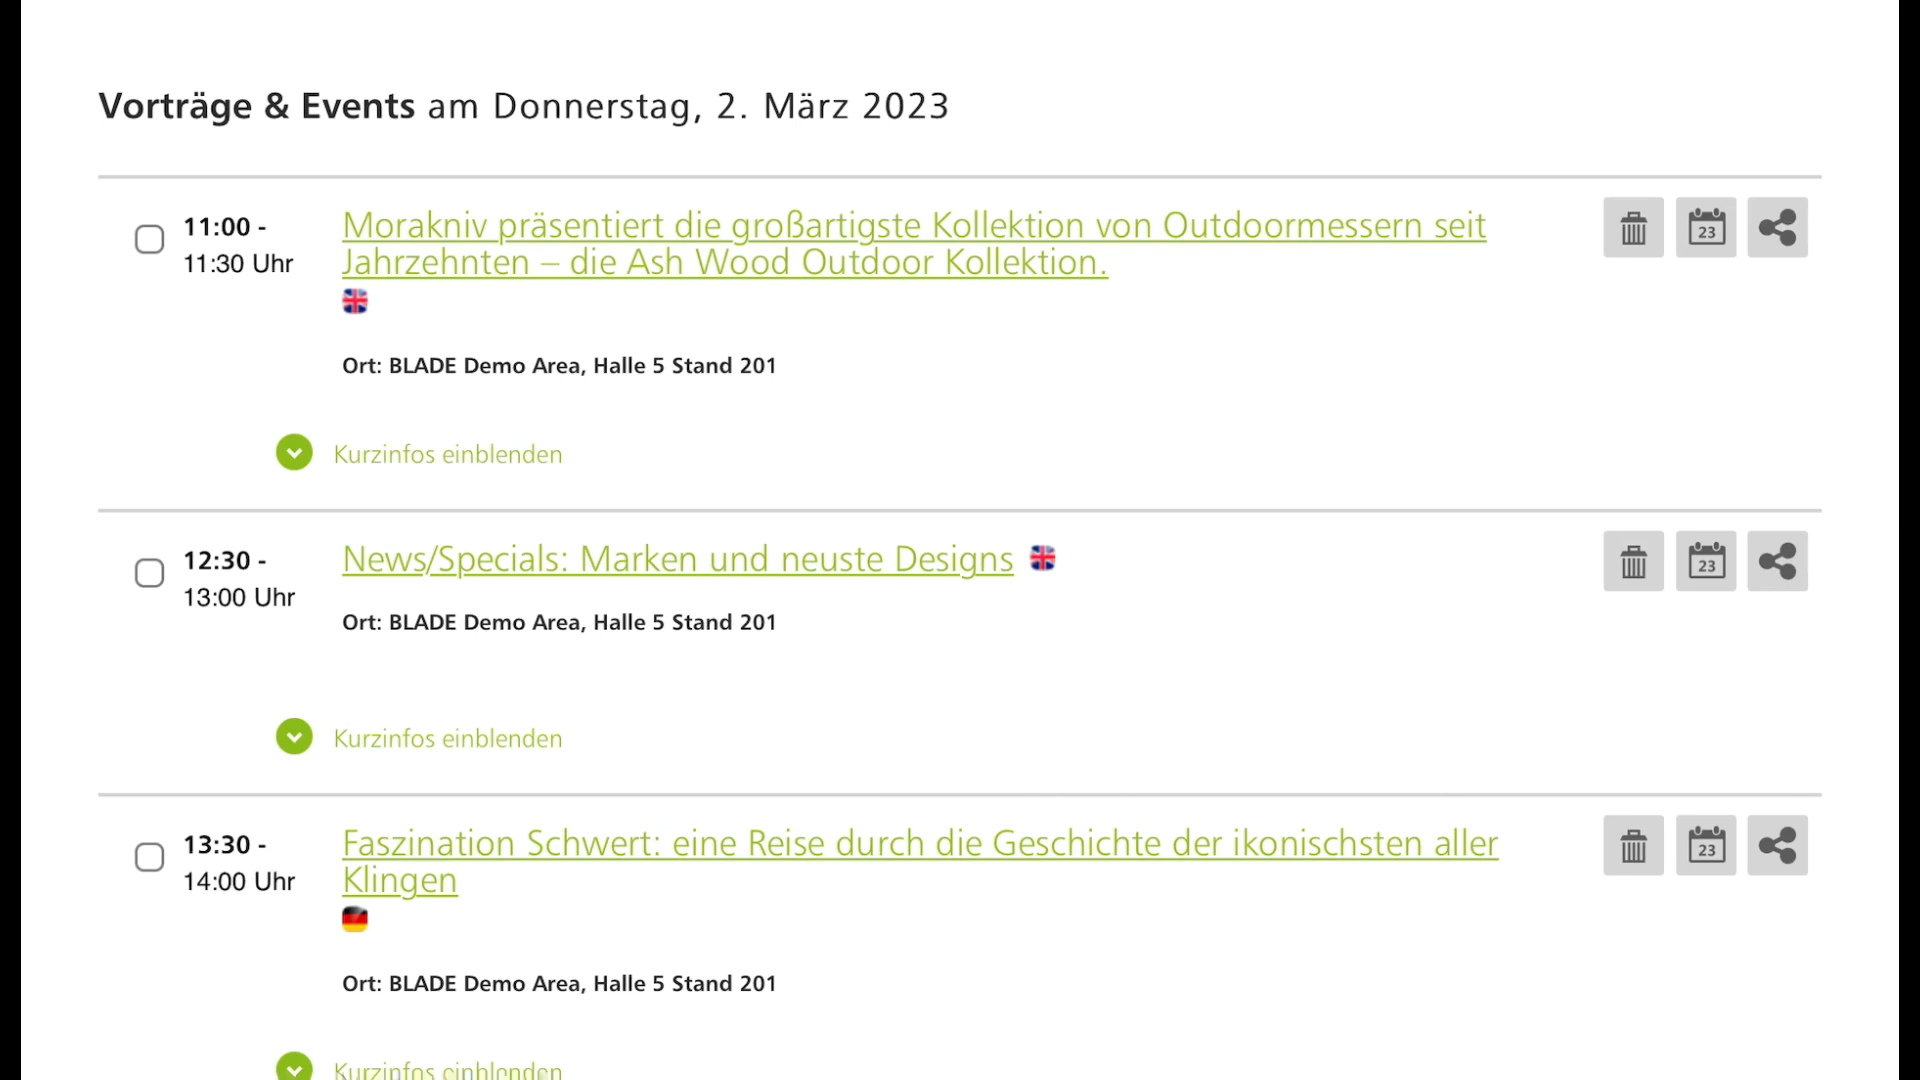 Vorträge & Events am Donnerstag, 2. März 2023
11:00 -
11:30 Uhr
Morakniv präsentiert die großartigste Kollektion von Outdoormessern seit
Jahrzehnten – die Ash Wood Outdoor Kollektion.
23
Ort: BLADE Demo Area, Halle 5 Stand 201
Kurzinfos einblenden
12:30 -
13:00 Uhr
News/Specials: Marken und neuste Designs
23
Ort: BLADE Demo Area, Halle 5 Stand 201
Kurzinfos einblenden
13:30 -
14:00 Uhr
Faszination Schwert: eine Reise durch die Geschichte der ikonischsten aller
Klingen
23
Ort: BLADE Demo Area, Halle 5 Stand 201
Kurzinfos einblenden